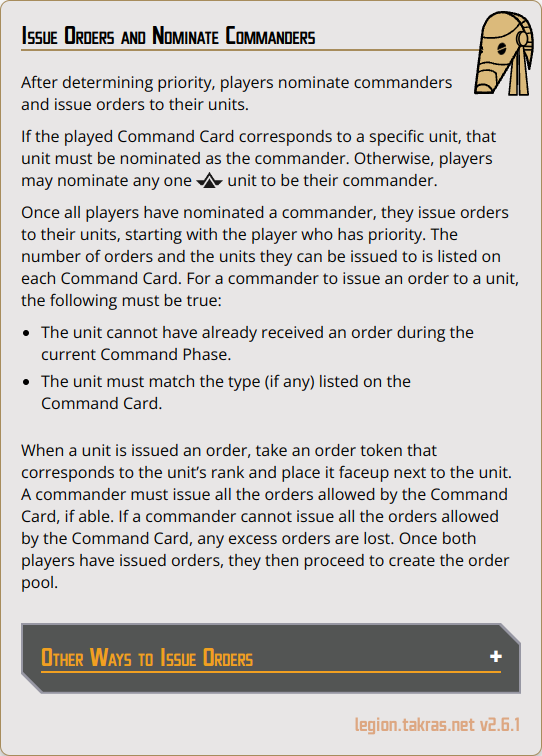 Issue Orders and Nominate Commanders
After determining priority, players nominate commanders
and issue orders to their units.
If the played Command Card corresponds to a specific unit, that
unit must be nominated as the commander. Otherwise, players
may nominate any one unit to be their commander.
Once all players have nominated a commander, they issue orders
to their units, starting with the player who has priority. The
number of orders and the units they can be issued to is listed on
each Command Card. For a commander to issue an order to a unit,
the following must be true:
• The unit cannot have already received an order during the
current Command Phase.
• The unit must match the type (if any) listed on the
Command Card.
When a unit is issued an order, take an order token that
corresponds to the unit’s rank and place it faceup next to the unit.
A commander must issue all the orders allowed by the Command
Card, if able. If a commander cannot issue all the orders allowed
by the Command Card, any excess orders are lost. Once both
players have issued orders, they then proceed to create the order
pool.
Other Ways to Issue Orders +
legion.takras.net v2.6.1